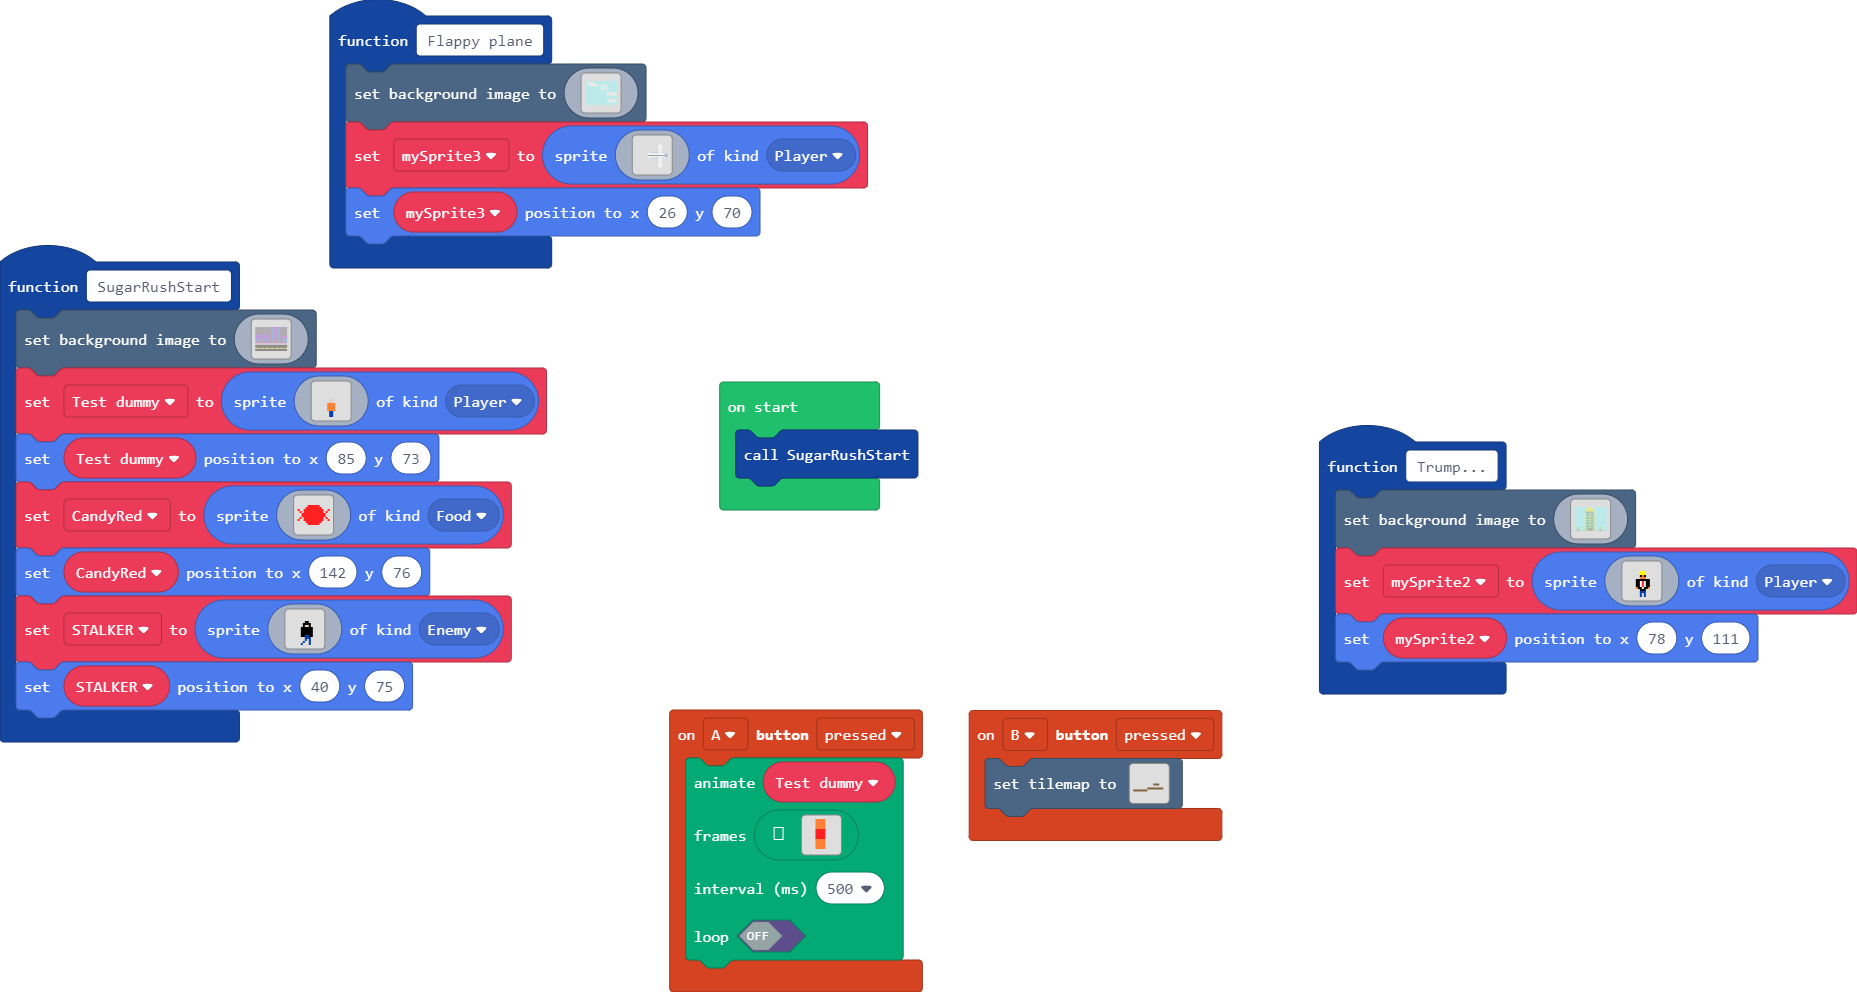 function Flappy plane
set background image to
set mySprite3 to sprite of kind Player
set mySprite3 position to x 26 y 70
function SugarRushStart
set background image to
set Test dummy to sprite of kind Player
set Test dummy position to x 85 y 73
set CandyRed to sprite of kind Food
set CandyRed position to x 142 y 76
set STALKER to sprite of kind Enemy
set STALKER position to x 40 y 75
on start
call SugarRushStart
function Trump...
set background image to
set mySprite2 to sprite of kind Player
set mySprite2 position to x 78 y 111
on A button pressed
animate Test dummy
frames
interval (ms) 500
loop OFF
on B button pressed
set tilemap to